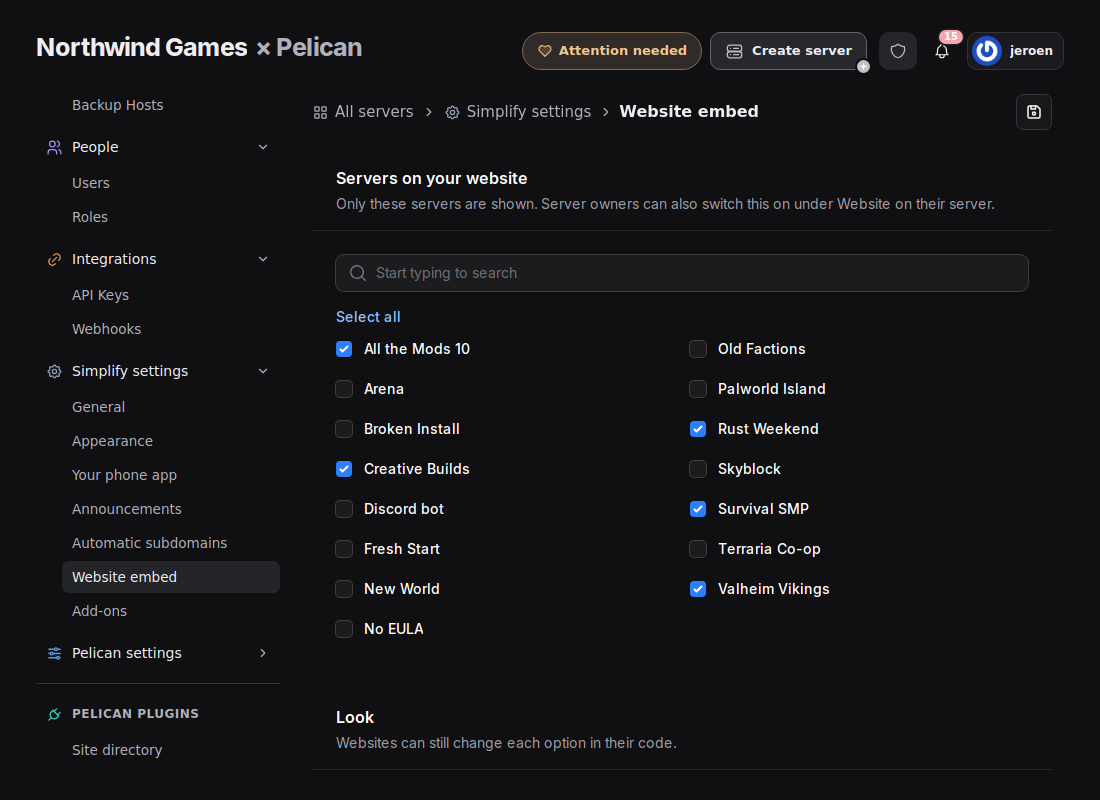 Northwind Games × Pelican
Attention needed
Create server
15
jeroen
Backup Hosts
People
Users
Roles
Integrations
API Keys
Webhooks
Simplify settings
General
Appearance
Your phone app
Announcements
Automatic subdomains
Website embed
Add-ons
Pelican settings
PELICAN PLUGINS
Site directory
All servers > Simplify settings > Website embed
Servers on your website
Only these servers are shown. Server owners can also switch this on under Website on their server.
Start typing to search
Select all
All the Mods 10
Arena
Broken Install
Creative Builds
Discord bot
Fresh Start
New World
No EULA
Old Factions
Palworld Island
Rust Weekend
Skyblock
Survival SMP
Terraria Co-op
Valheim Vikings
Look
Websites can still change each option in their code.